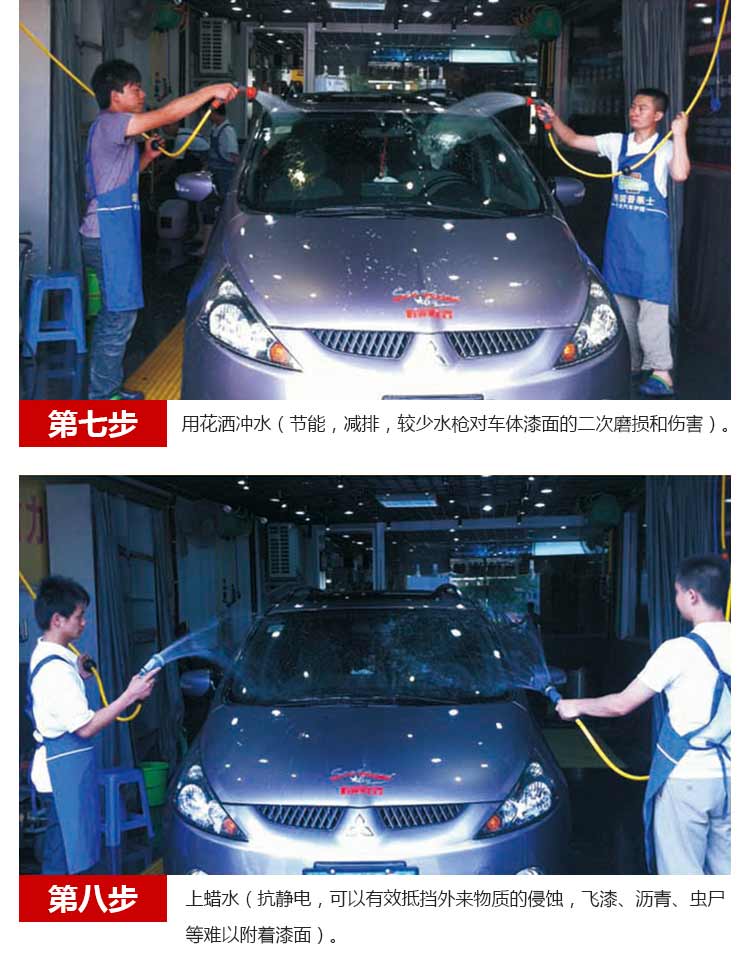 第七步
用花洒冲水（节能，减排，较少水枪对车体漆面的二次磨损和伤害）。
力
第八步
上蜡水（抗静电，可以有效抵挡外来物质的侵蚀，飞漆、沥青、虫尸
等难以附着漆面）。